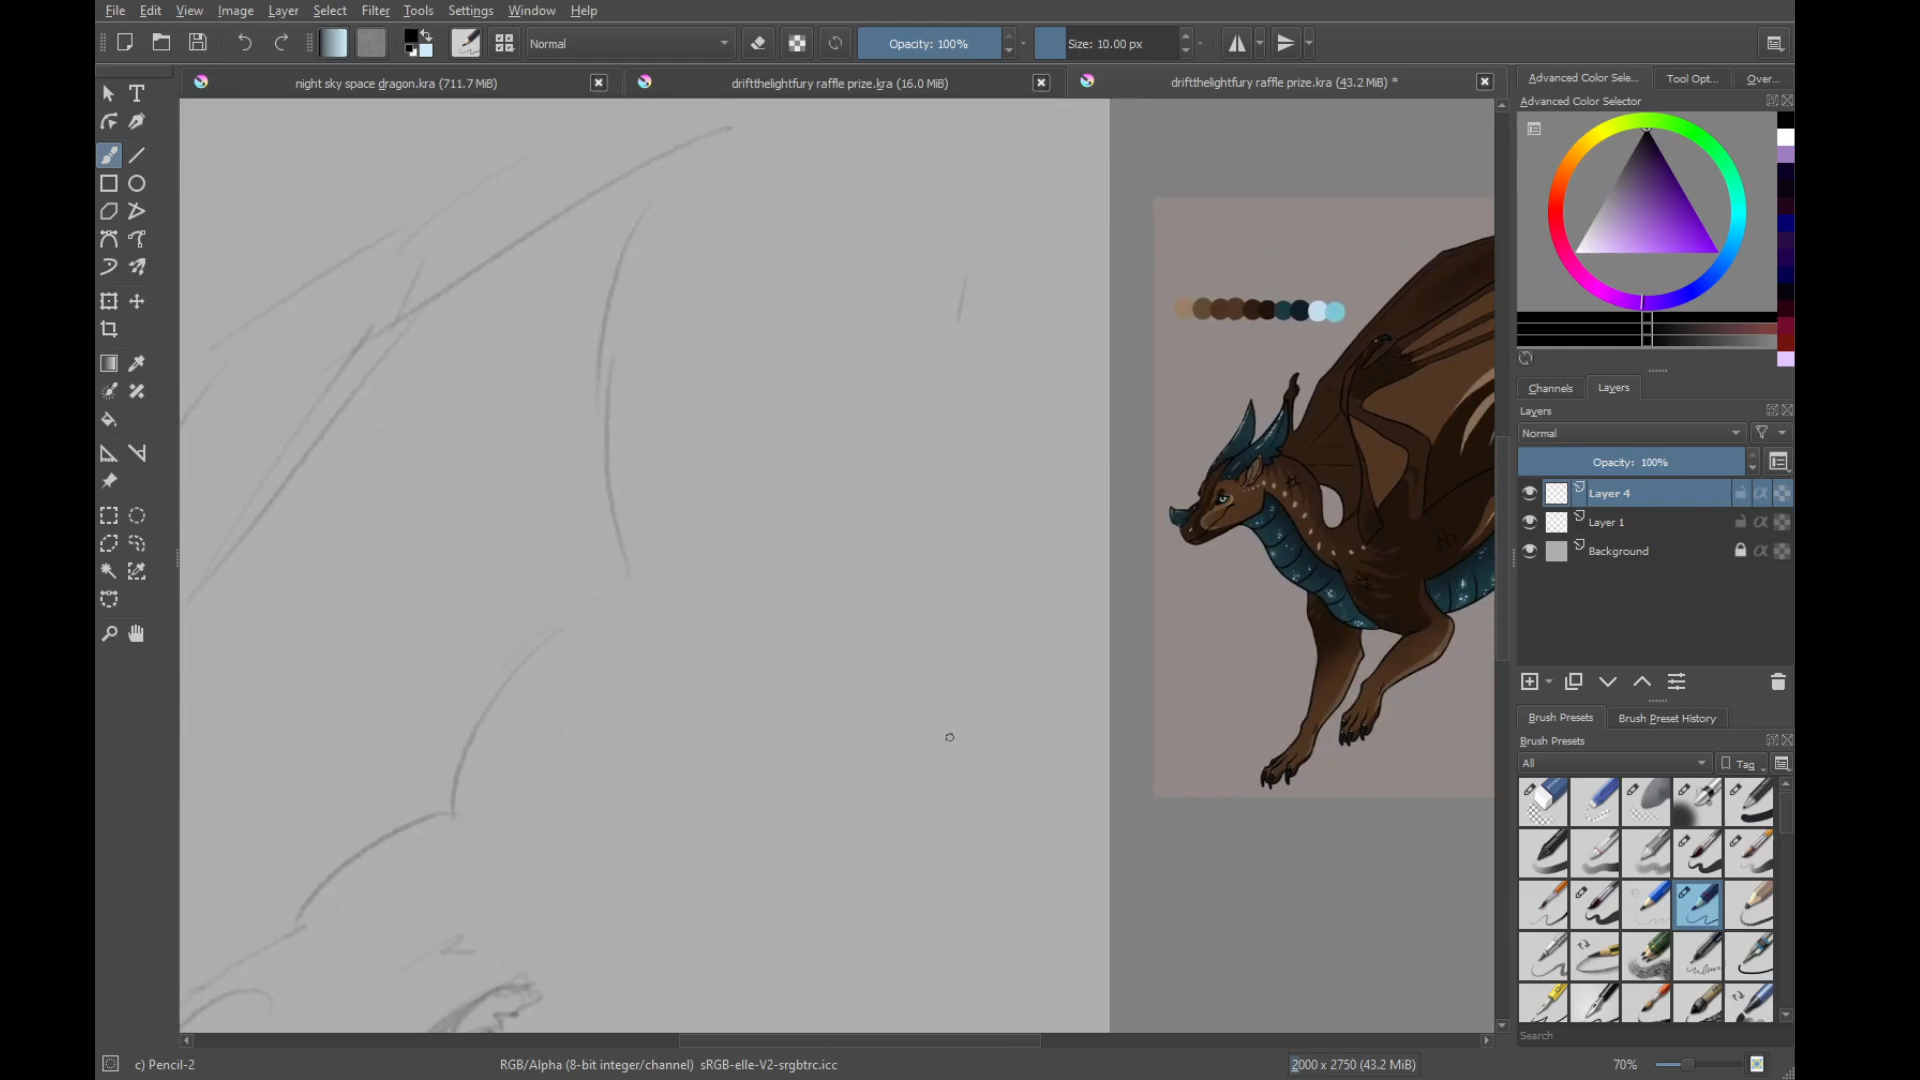 File Edit View Image Layer Select Filter Tools Settings Window Help
Normal Opacity: 100% Size: 10.00 px
night sky space dragon.kra (711.7 MiB) driftthelightfury raffle prize.kra (16.0 MiB) driftthelightfury raffle prize.kra (43.2 MiB) *
Advanced Color Sele... Tool Opt... Over...
Advanced Color Selector
Channels Layers
Layers
Normal
Opacity: 100%
Layer 4
Layer 1
Background
Brush Presets Brush Preset History
Brush Presets
All Tag
Search
c) Pencil-2 RGB/Alpha (8-bit integer/channel) sRGB-elle-V2-srgbtrc.icc 2000 x 2750 (43.2 MiB) 70%